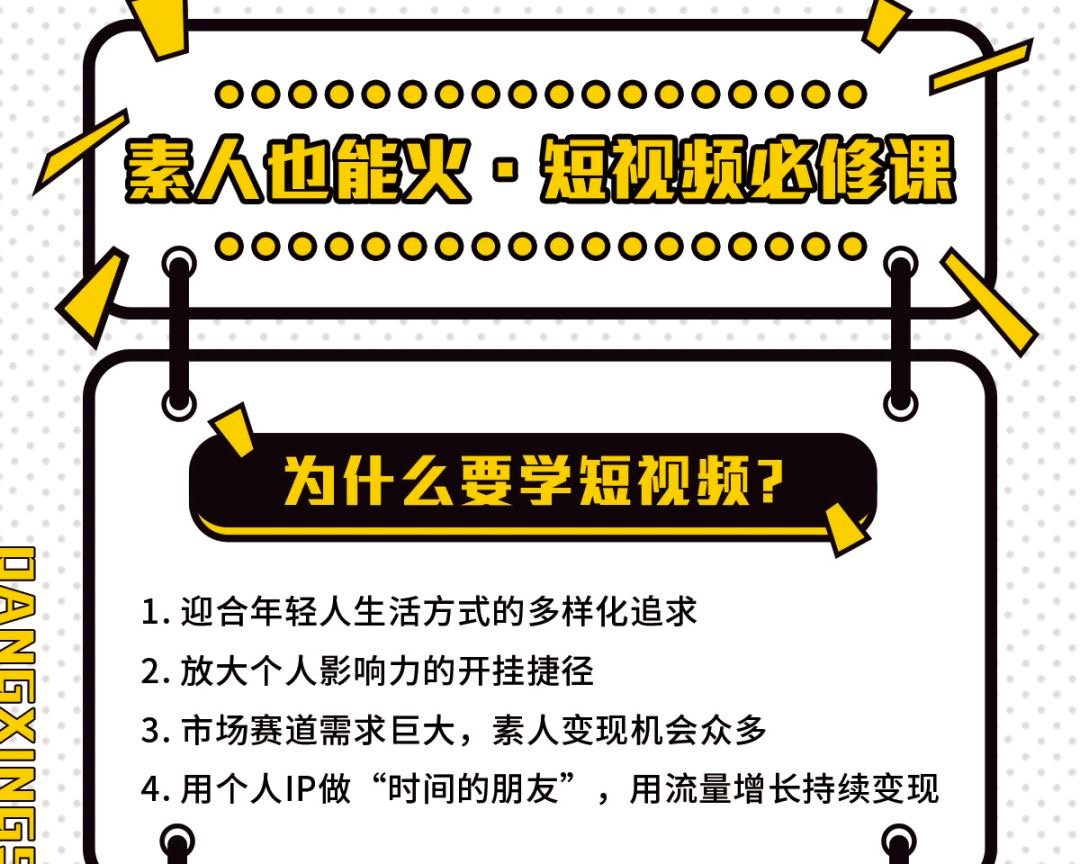 素人也能火·短视频必修课
为什么要学短视频?
1. 迎合年轻人生活方式的多样化追求
2. 放大个人影响力的开挂捷径
3. 市场赛道需求巨大，素人变现机会众多
4. 用个人IP做“时间的朋友”，用流量增长持续变现